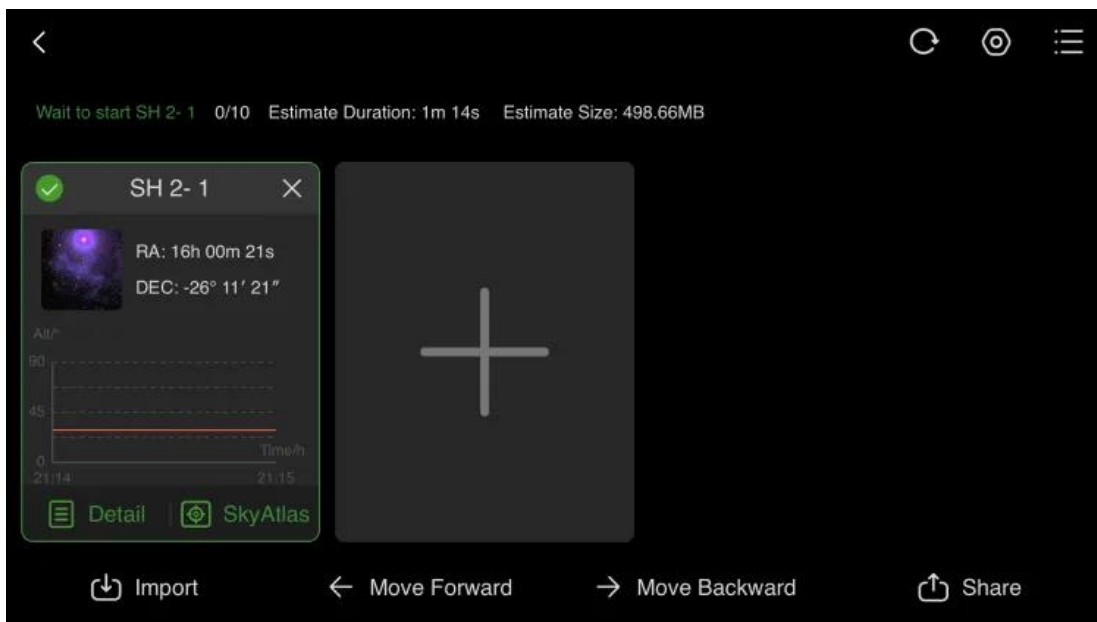 Wait to start SH 2- 1 0/10 Estimate Duration: 1m 14s Estimate Size: 498.66MB
SH 2- 1
RA: 16h 00m 21s
DEC: -26° 11′ 21″
Alt/°
90
45
0
Time/h
21:14 21:15
Detail SkyAtlas
Import Move Forward Move Backward Share